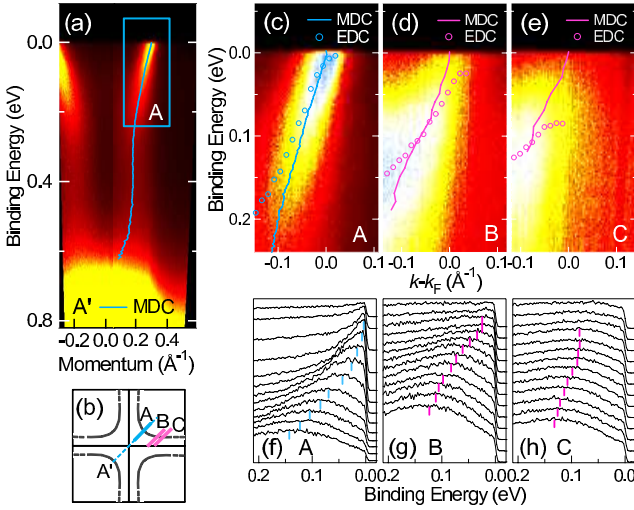 (a)
0.0
0.4
0.8
Binding Energy (eV)
A
A' — MDC
0.0 0.2 0.4
Momentum (Å⁻¹)
(b)
A
B
C
A'
(c) MDC
EDC
(d) MDC
EDC
(e) MDC
EDC
0.0
0.1
0.2
Binding Energy (eV)
A
B
C
-0.1 0.0 0.1
-0.1 0.0 0.1
-0.1 0.0 0.1
k-kF (Å⁻¹)
(f) A
(g) B
(h) C
0.2 0.1 0.0
0.2 0.1 0.0
0.2 0.1 0.0
Binding Energy (eV)